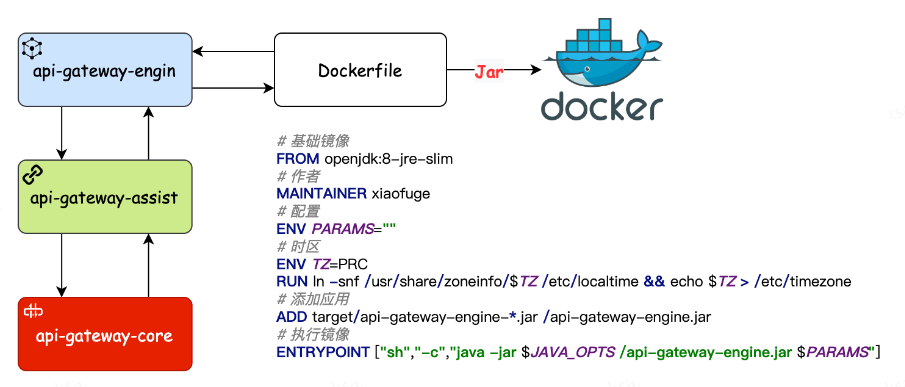 api-gateway-engin
Dockerfile
Jar
docker
api-gateway-assist
api-gateway-core
# 基础镜像
FROM openjdk:8-jre-slim
# 作者
MAINTAINER xiaofuge
# 配置
ENV PARAMS=""
# 时区
ENV TZ=PRC
RUN ln -snf /usr/share/zoneinfo/$TZ /etc/localtime && echo $TZ > /etc/timezone
# 添加应用
ADD target/api-gateway-engine-*.jar /api-gateway-engine.jar
# 执行镜像
ENTRYPOINT ["sh","-c","java -jar $JAVA_OPTS /api-gateway-engine.jar $PARAMS"]